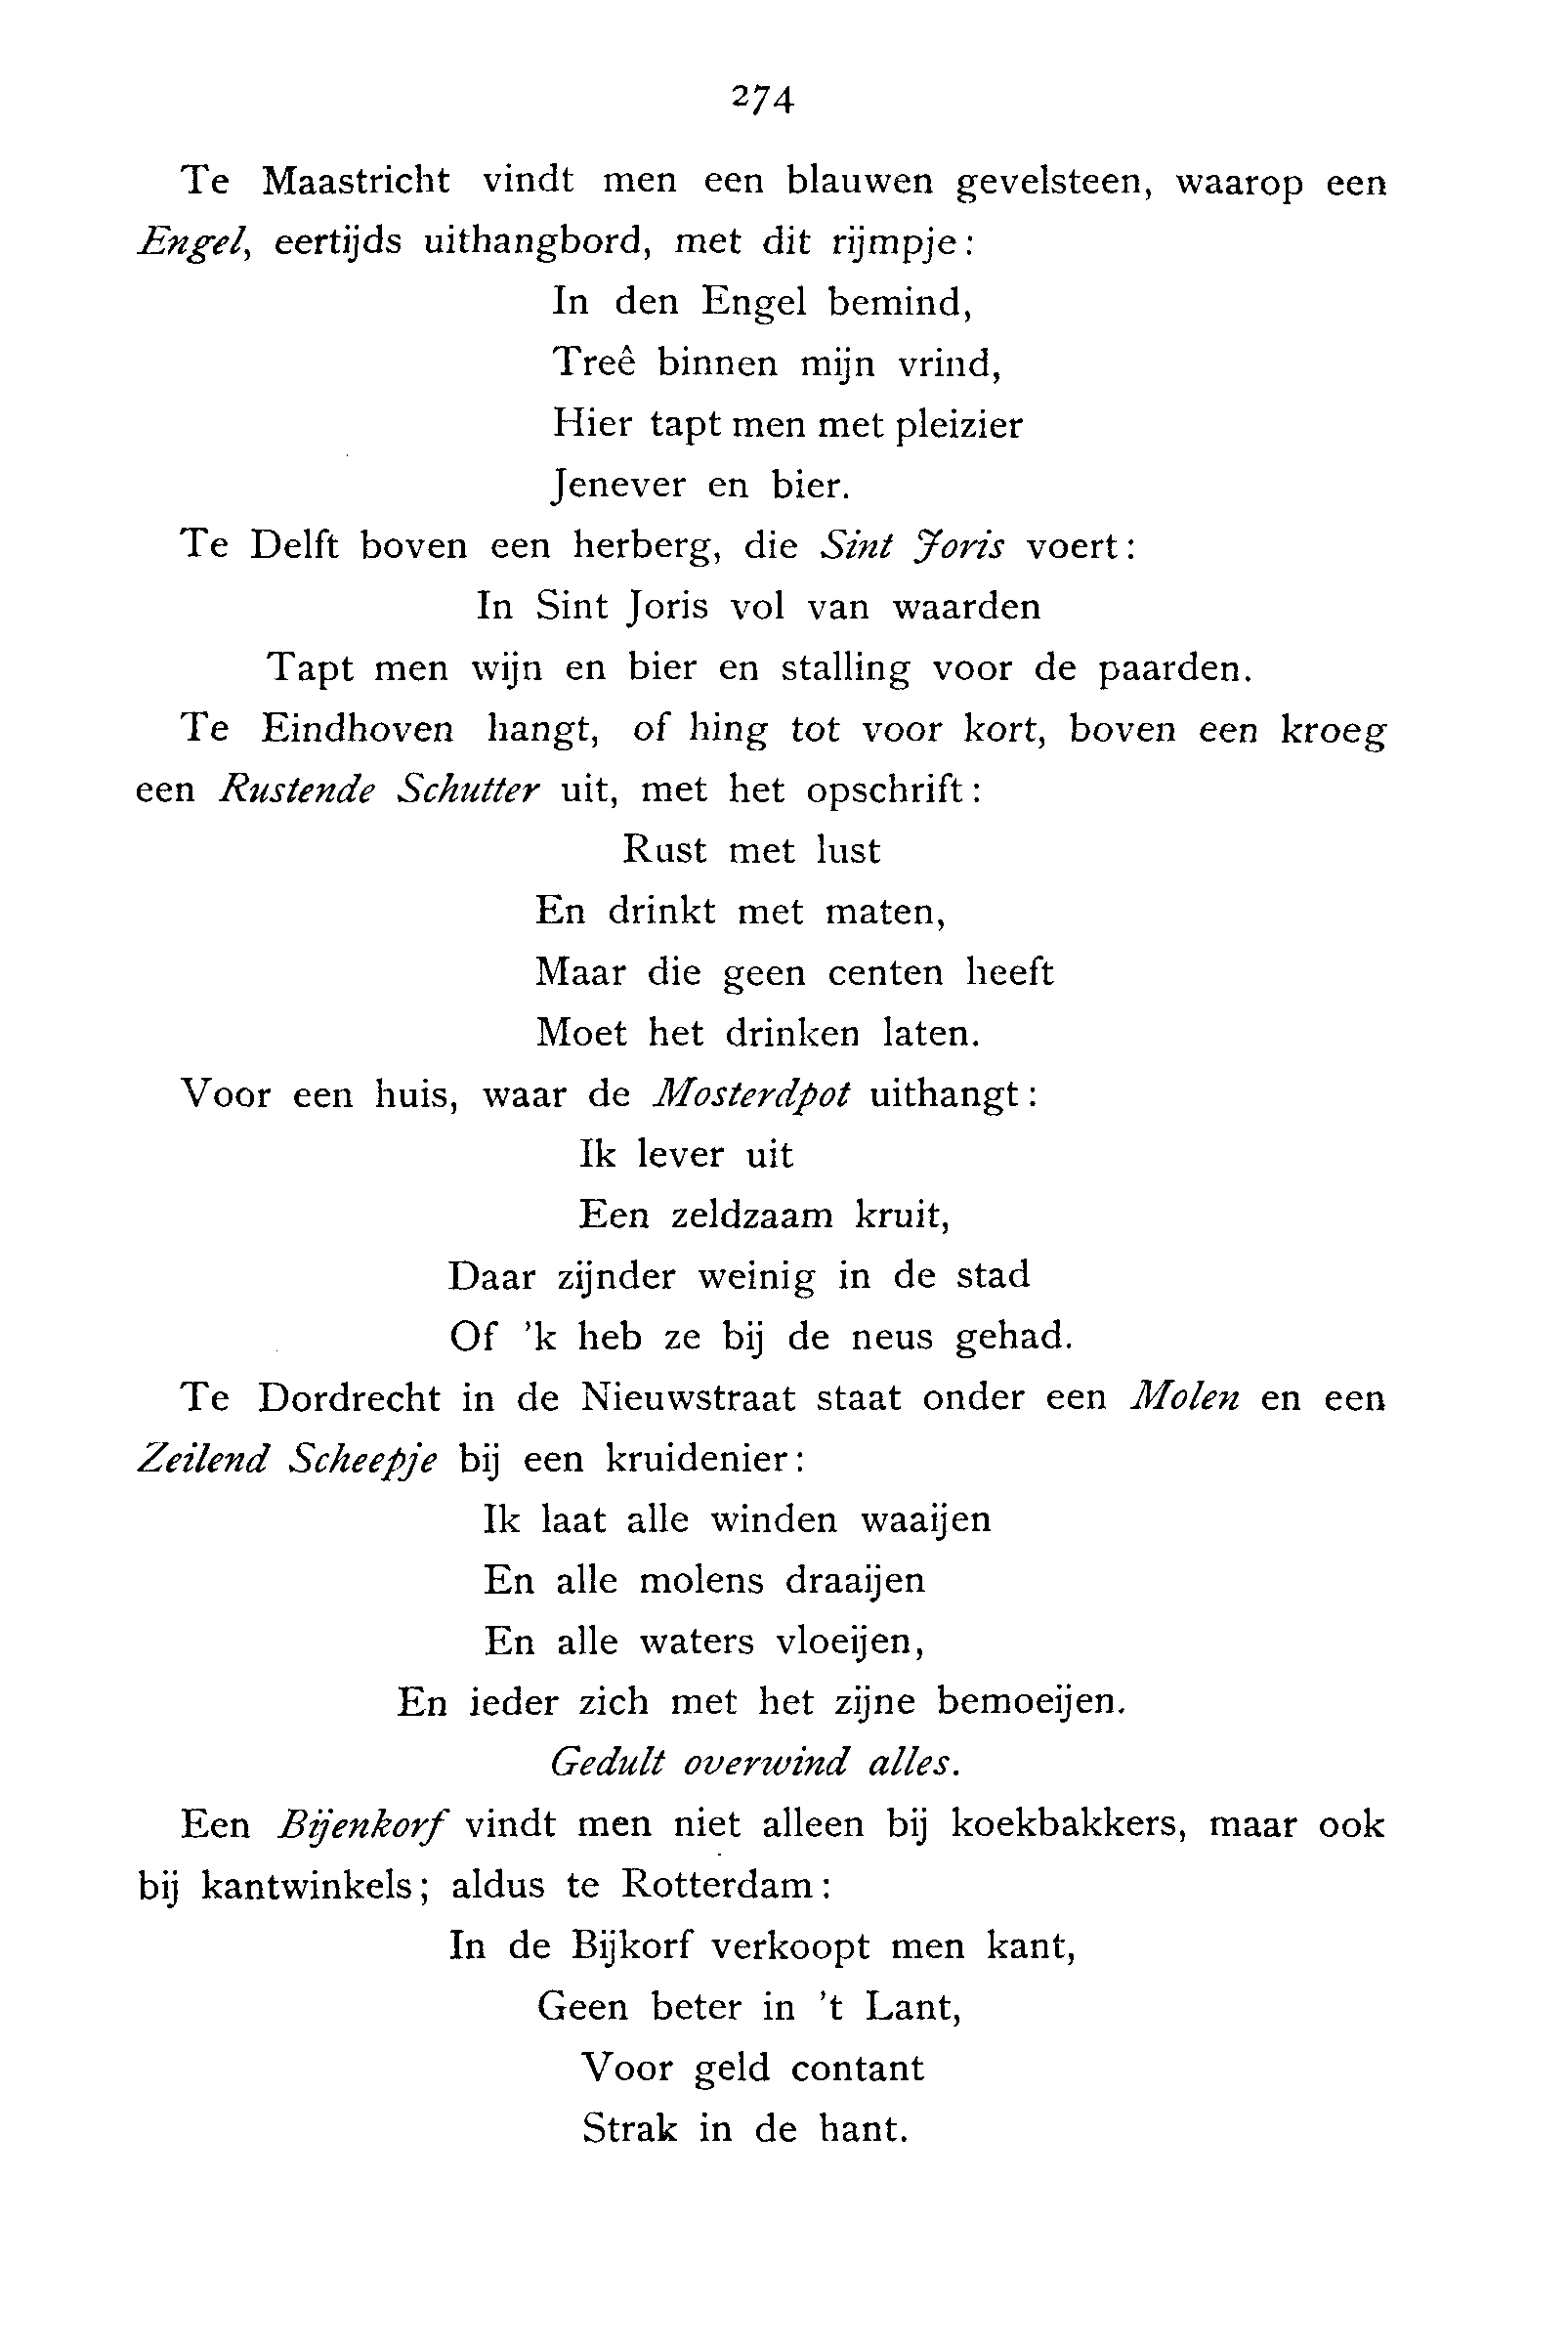 274
Te Maastricht vindt men een blauwen gevelsteen, waarop een
Engel, eertijds uithangbord, met dit rijmpje:
In den Engel bemind,
Treê binnen mijn vrind,
Hier tapt men met pleizier
Jenever en bier.
Te Delft boven een herberg, die Sint Joris voert:
In Sint Joris vol van waarden
Tapt men wijn en bier en stalling voor de paarden.
Te Eindhoven hangt, of hing tot voor kort, boven een kroeg
een Rustende Schutter uit, met het opschrift:
Rust met lust
En drinkt met maten,
Maar die geen centen heeft
Moet het drinken laten.
Voor een huis, waar de Mosterdpot uithangt:
Ik lever uit
Een zeldzaam kruit,
Daar zijnder weinig in de stad
Of 'k heb ze bij de neus gehad.
Te Dordrecht in de Nieuwstraat staat onder een Molen en een
Zeilend Scheepje bij een kruidenier:
Ik laat alle winden waaijen
En alle molens draaijen
En alle waters vloeijen,
En ieder zich met het zijne bemoeijen.
Gedult overwind alles.
Een Bijenkorf vindt men niet alleen bij koekbakkers, maar ook
bij kantwinkels; aldus te Rotterdam:
In de Bijkorf verkoopt men kant,
Geen beter in 't Lant,
Voor geld contant
Strak in de hant.